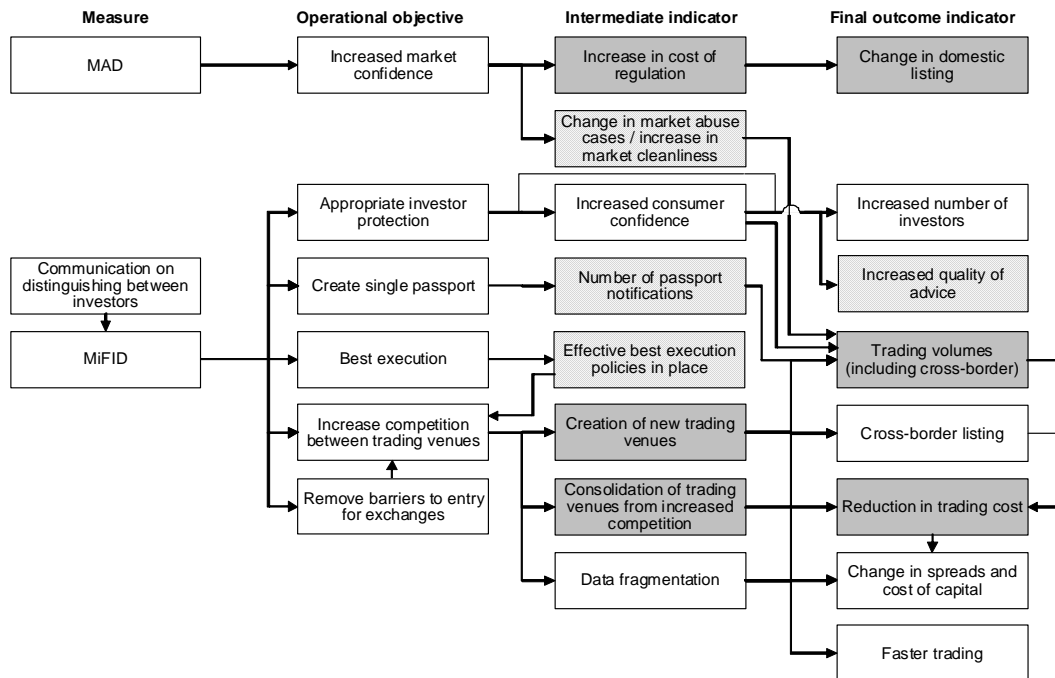 Measure
Operational objective
Intermediate indicator
Final outcome indicator
MAD
Increased market
confidence
Increase in cost of
regulation
Change in domestic
listing
Change in market abuse
cases / increase in
market cleanliness
Appropriate investor
protection
Increased consumer
confidence
Increased number of
investors
Communication on
distinguishing between
investors
Create single passport
Number of passport
notifications
Increased quality of
advice
MiFID
Best execution
Effective best execution
policies in place
Trading volumes
(including cross-border)
Increase competition
between trading venues
Creation of new trading
venues
Cross-border listing
Remove barriers to entry
for exchanges
Consolidation of trading
venues from increased
competition
Reduction in trading cost
Data fragmentation
Change in spreads and
cost of capital
Faster trading